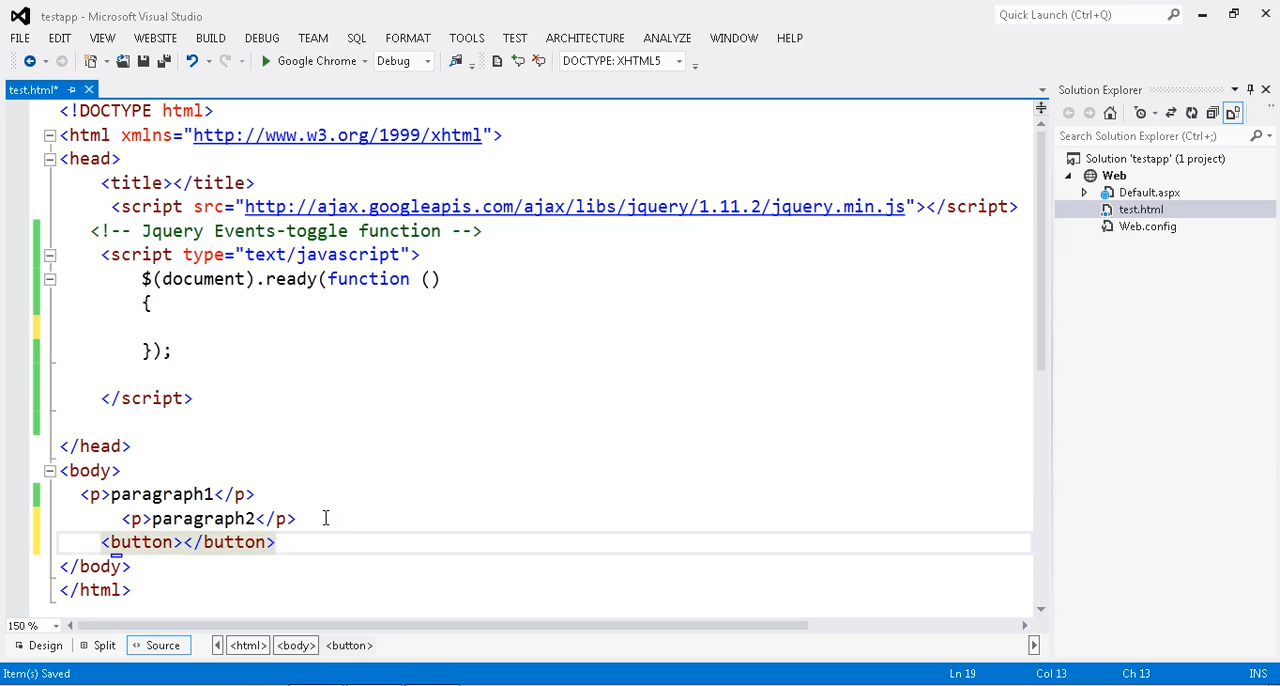 testapp - Microsoft Visual Studio
Quick Launch (Ctrl+Q)
FILE EDIT VIEW WEBSITE BUILD DEBUG TEAM SQL FORMAT TOOLS TEST ARCHITECTURE ANALYZE WINDOW HELP
Google Chrome Debug DOCTYPE: XHTML5
test.html*
Solution Explorer
<!DOCTYPE html>
<html xmlns="http://www.w3.org/1999/xhtml">
<head>
<title></title>
<script src="http://ajax.googleapis.com/ajax/libs/jquery/1.11.2/jquery.min.js"></script>
<!-- Jquery Events-toggle function -->
<script type="text/javascript">
$(document).ready(function ()
{
});
</script>
</head>
<body>
<p>paragraph1</p>
<p>paragraph2</p>
<button></button>
</body>
</html>
Search Solution Explorer (Ctrl+;)
Solution 'testapp' (1 project)
Web
Default.aspx
test.html
Web.config
150 %
Design Split Source <html> <body> <button>
Item(s) Saved Ln 19 Col 13 Ch 13 INS